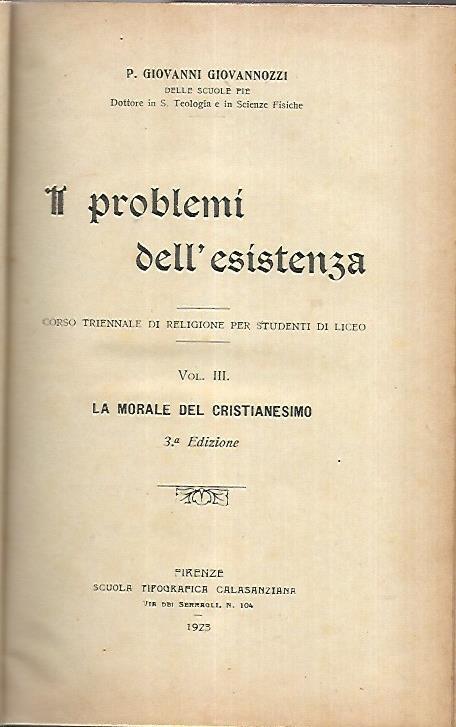 P. GIOVANNI GIOVANNOZZI
DELLE SCUOLE PIE
Dottore in S. Teologia e in Scienze Fisiche
I problemi
dell'esistenza
CORSO TRIENNALE DI RELIGIONE PER STUDENTI DI LICEO
VOL. III.
LA MORALE DEL CRISTIANESIMO
3.ª Edizione
FIRENZE
SCUOLA TIPOGRAFICA CALASANZIANA
VIA DEI SERRAGLI, N. 104
1923